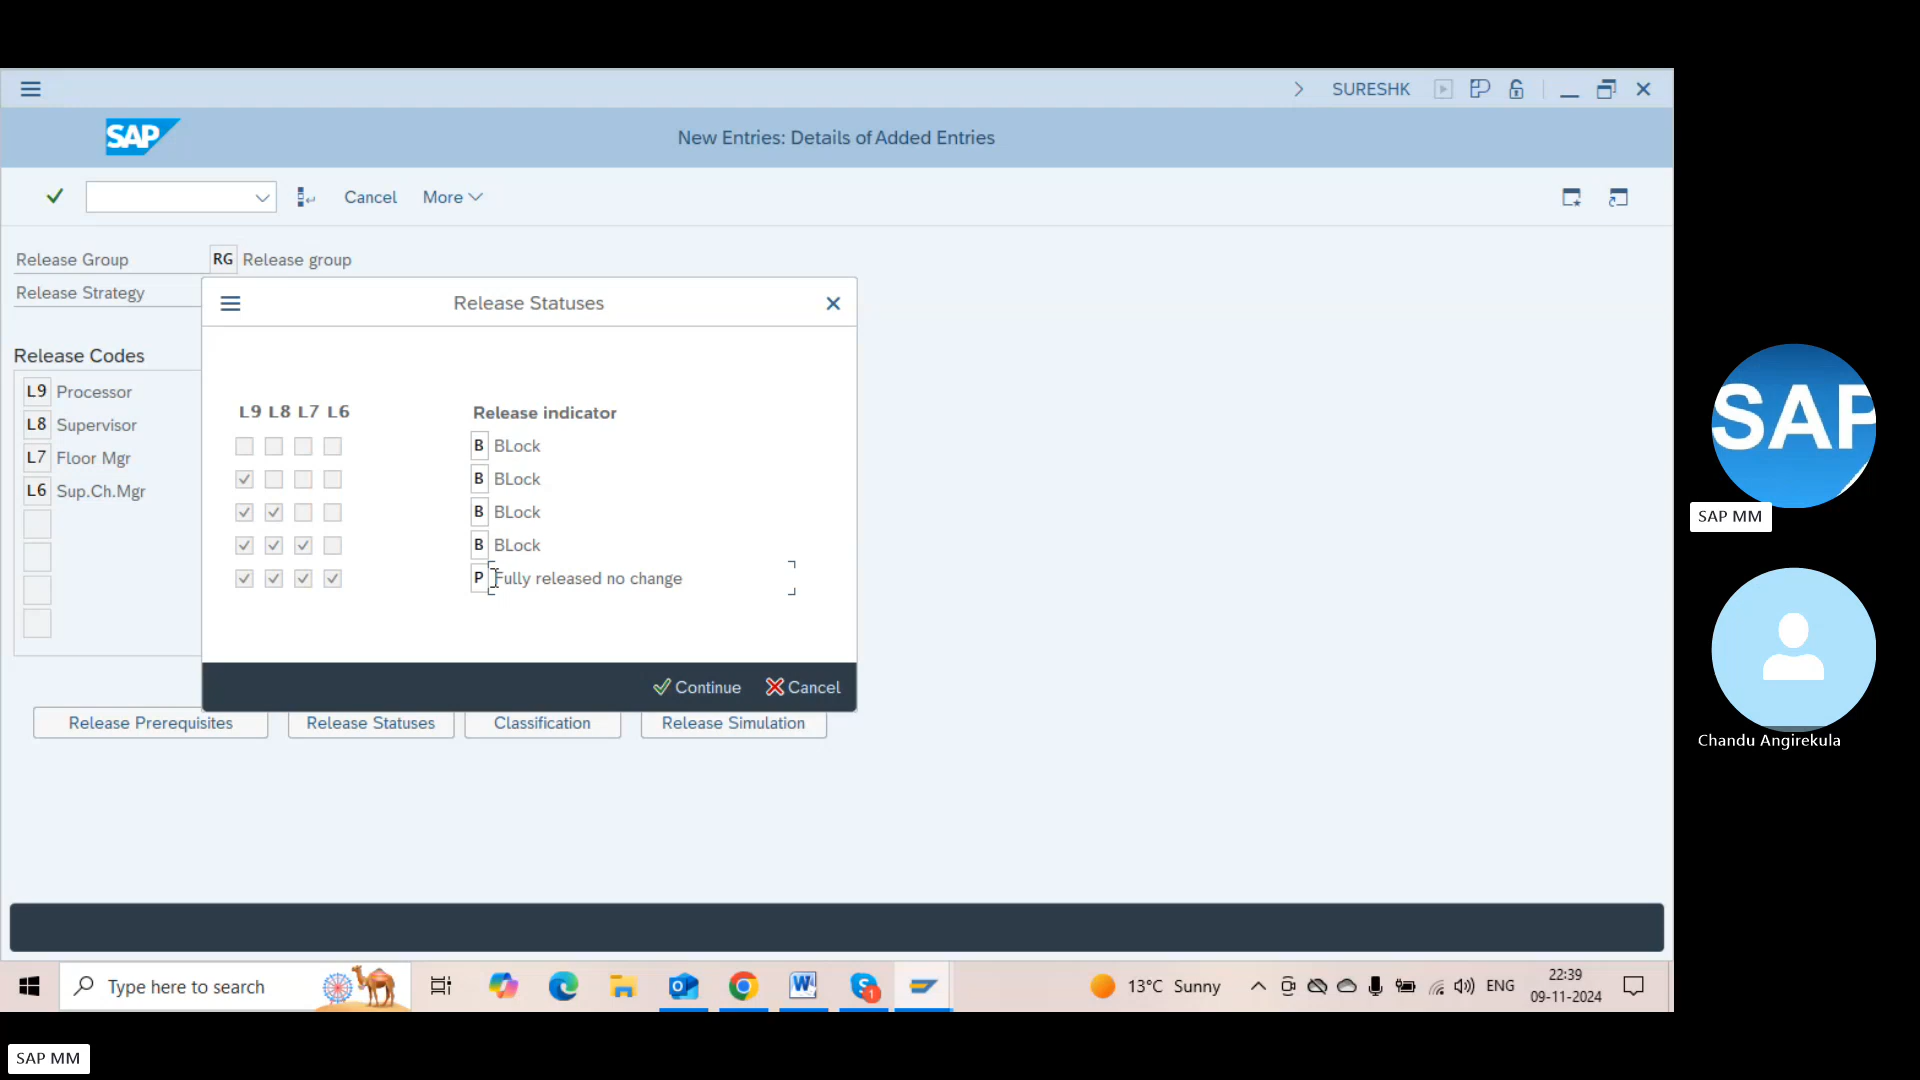 SURESHK
SAP
New Entries: Details of Added Entries
Cancel More
Release Group RG Release group
Release Strategy
Release Statuses
Release Codes
L9 Processor
L8 Supervisor
L7 Floor Mgr
L6 Sup.Ch.Mgr
L9 L8 L7 L6 Release indicator
B BLock
B BLock
B BLock
B BLock
P Fully released no change
Continue Cancel
Release Prerequisites Release Statuses Classification Release Simulation
SAP
SAP MM
Chandu Angirekula
Type here to search
13°C Sunny
ENG
22:39
09-11-2024
1
SAP MM